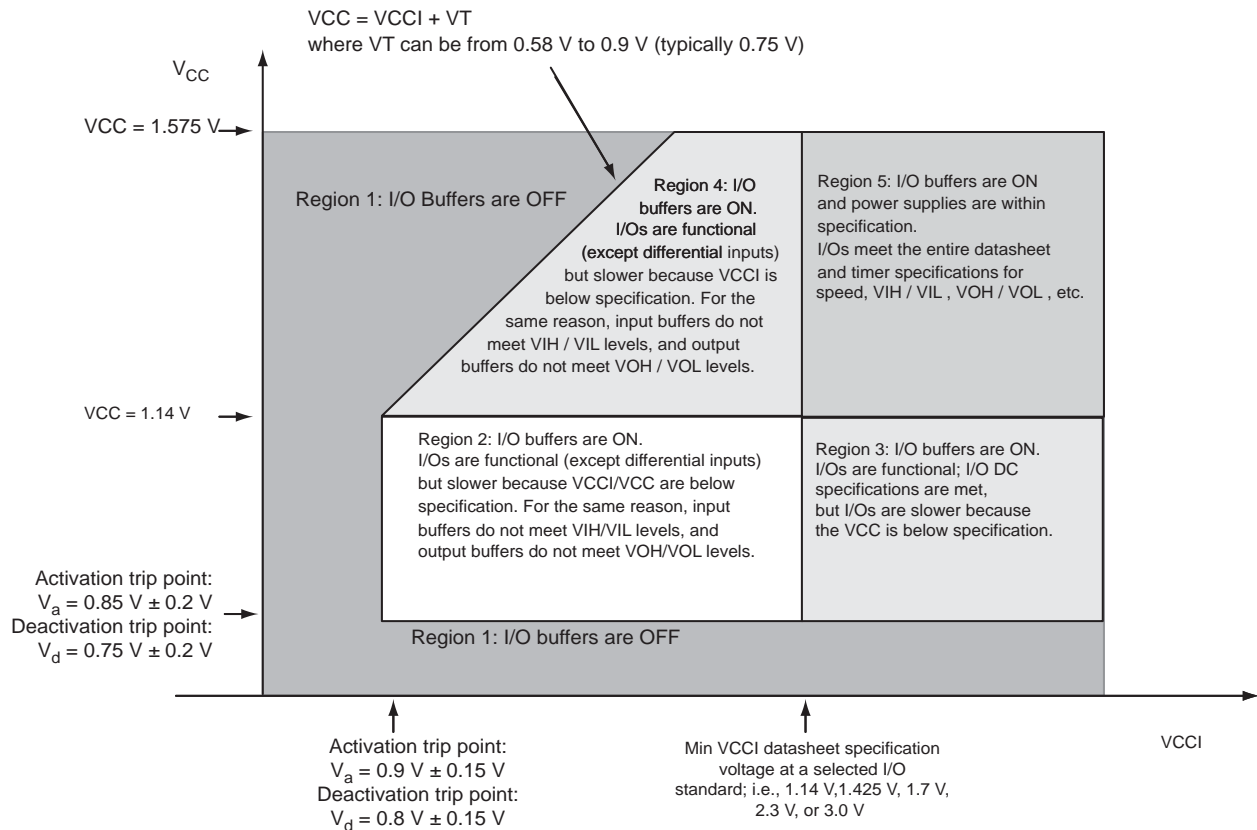 VCC = VCCI + VT
where VT can be from 0.58 V to 0.9 V (typically 0.75 V)
VCC
VCC = 1.575 V
Region 1: I/O Buffers are OFF
Region 4: I/O
buffers are ON.
I/Os are functional
(except differential inputs)
but slower because VCCI is
below specification. For the
same reason, input buffers do not
meet VIH / VIL levels, and output
buffers do not meet VOH / VOL levels.
Region 5: I/O buffers are ON
and power supplies are within
specification.
I/Os meet the entire datasheet
and timer specifications for
speed, VIH / VIL , VOH / VOL , etc.
VCC = 1.14 V
Region 2: I/O buffers are ON.
I/Os are functional (except differential inputs)
but slower because VCCI/VCC are below
specification. For the same reason, input
buffers do not meet VIH/VIL levels, and
output buffers do not meet VOH/VOL levels.
Region 3: I/O buffers are ON.
I/Os are functional; I/O DC
specifications are met,
but I/Os are slower because
the VCC is below specification.
Activation trip point:
Va = 0.85 V ± 0.2 V
Deactivation trip point:
Vd = 0.75 V ± 0.2 V
Region 1: I/O buffers are OFF
Activation trip point:
Va = 0.9 V ± 0.15 V
Deactivation trip point:
Vd = 0.8 V ± 0.15 V
Min VCCI datasheet specification
voltage at a selected I/O
standard; i.e., 1.14 V,1.425 V, 1.7 V,
2.3 V, or 3.0 V
VCCI